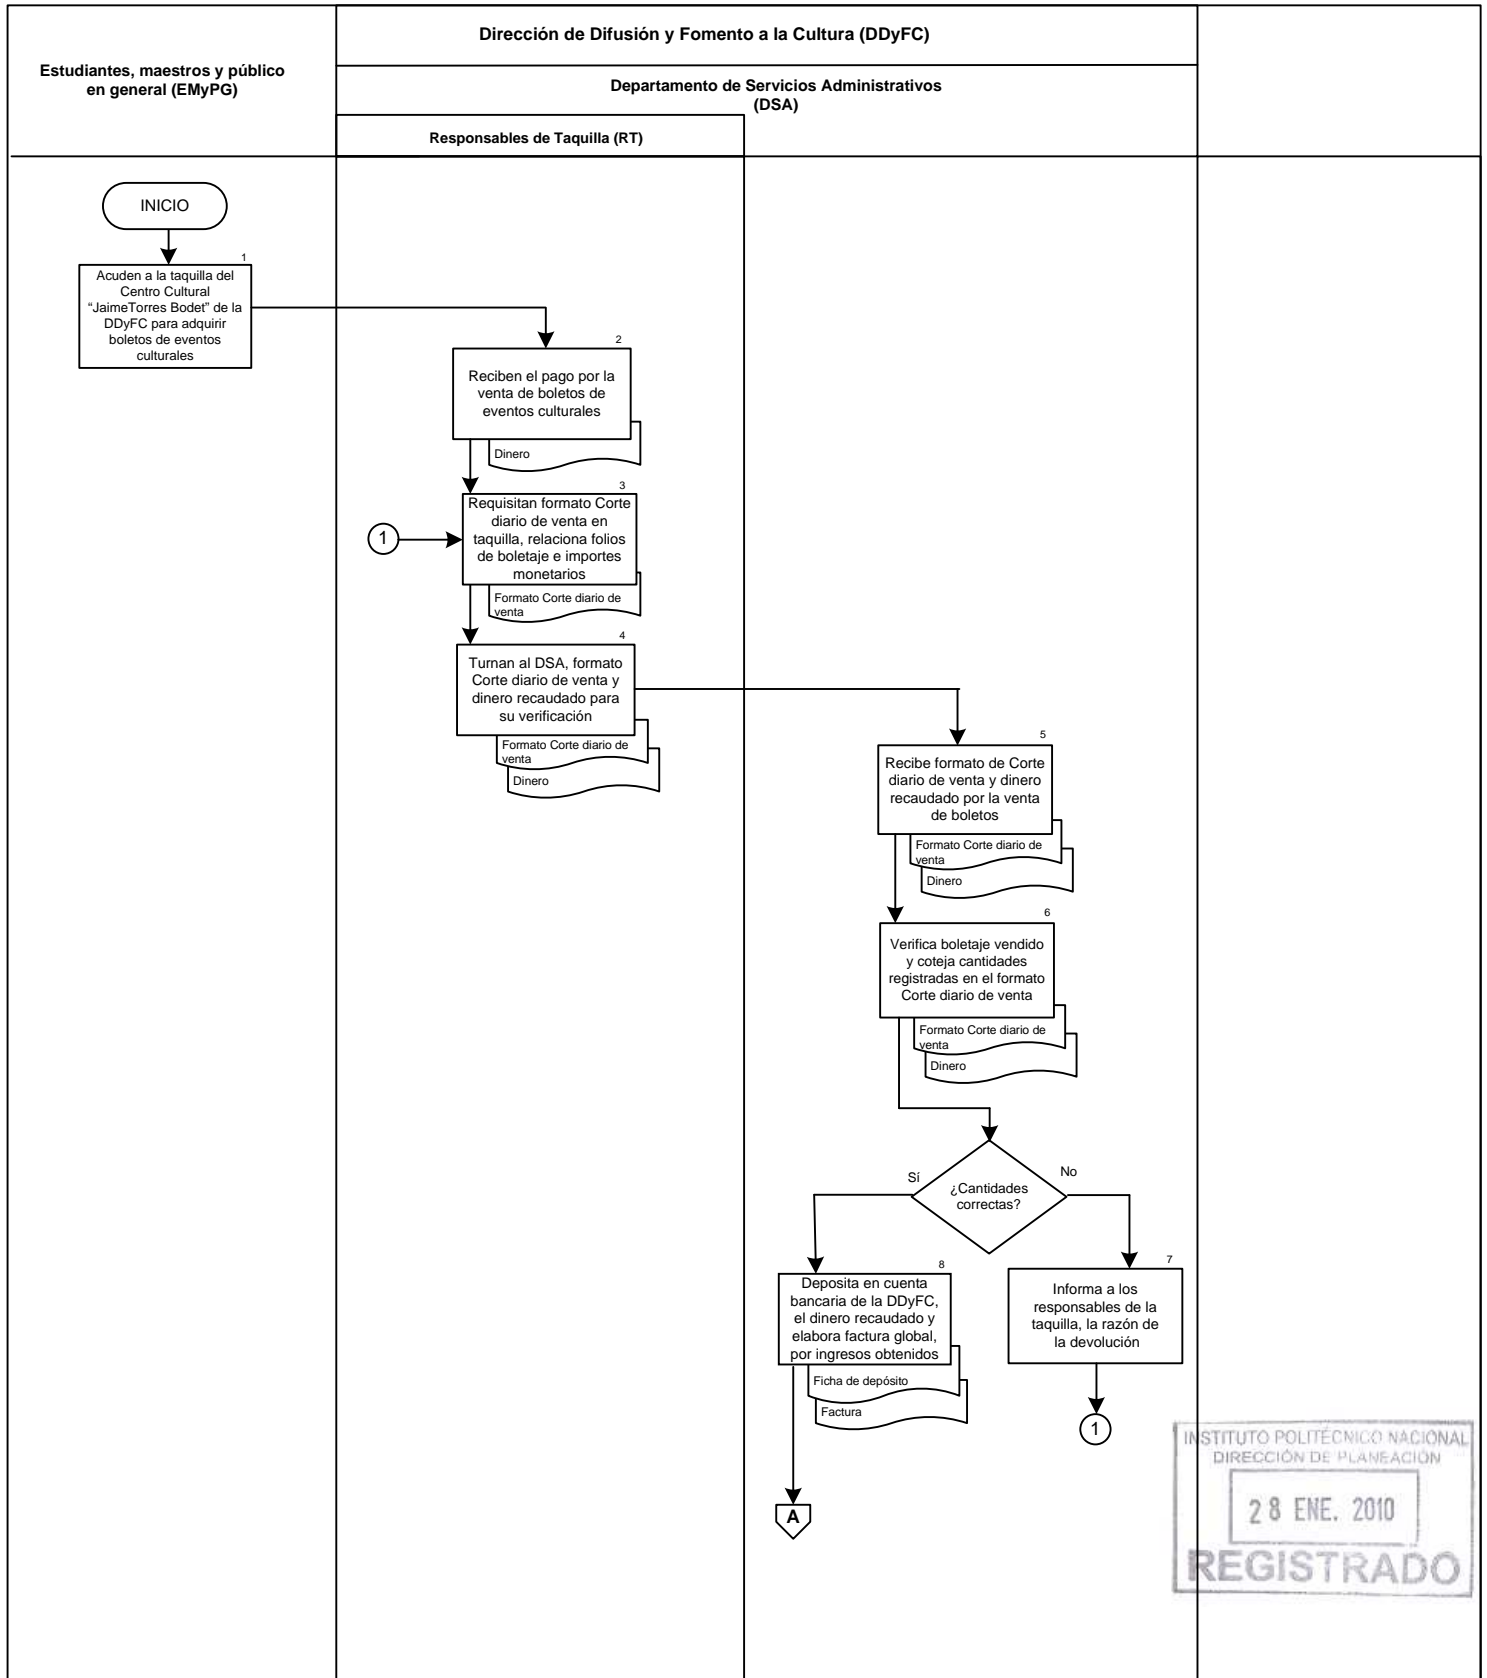 Dirección de Difusión y Fomento a la Cultura (DDyFC)
Estudiantes, maestros y público
en general (EMyPG)
Departamento de Servicios Administrativos
(DSA)
Responsables de Taquilla (RT)
INICIO
1
Acuden a la taquilla del
Centro Cultural
“JaimeTorres Bodet” de la
DDyFC para adquirir
boletos de eventos
culturales
2
Reciben el pago por la
venta de boletos de
eventos culturales
Dinero
3
Requisitan formato Corte
diario de venta en
taquilla, relaciona folios
de boletaje e importes
monetarios
1
Formato Corte diario de
venta
4
Turnan al DSA, formato
Corte diario de venta y
dinero recaudado para
su verificación
Formato Corte diario de
venta
Dinero
5
Recibe formato de Corte
diario de venta y dinero
recaudado por la venta
de boletos
Formato Corte diario de
venta
Dinero
6
Verifica boletaje vendido
y coteja cantidades
registradas en el formato
Corte diario de venta
Formato Corte diario de
venta
Dinero
¿Cantidades
correctas?
Sí
No
8
Deposita en cuenta
bancaria de la DDyFC,
el dinero recaudado y
elabora factura global,
por ingresos obtenidos
Ficha de depósito
Factura
A
7
Informa a los
responsables de la
taquilla, la razón de
la devolución
1
INSTITUTO POLITÉCNICO NACIONAL
DIRECCIÓN DE PLANEACIÓN
28 ENE. 2010
REGISTRADO